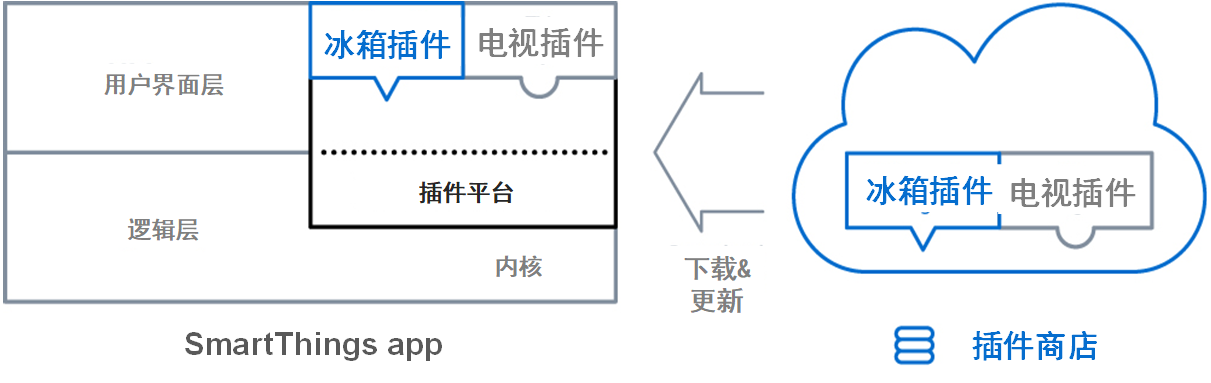 冰箱插件
电视插件
用户界面层
插件平台
逻辑层
内核
SmartThings app
下载&
更新
冰箱插件
电视插件
插件商店